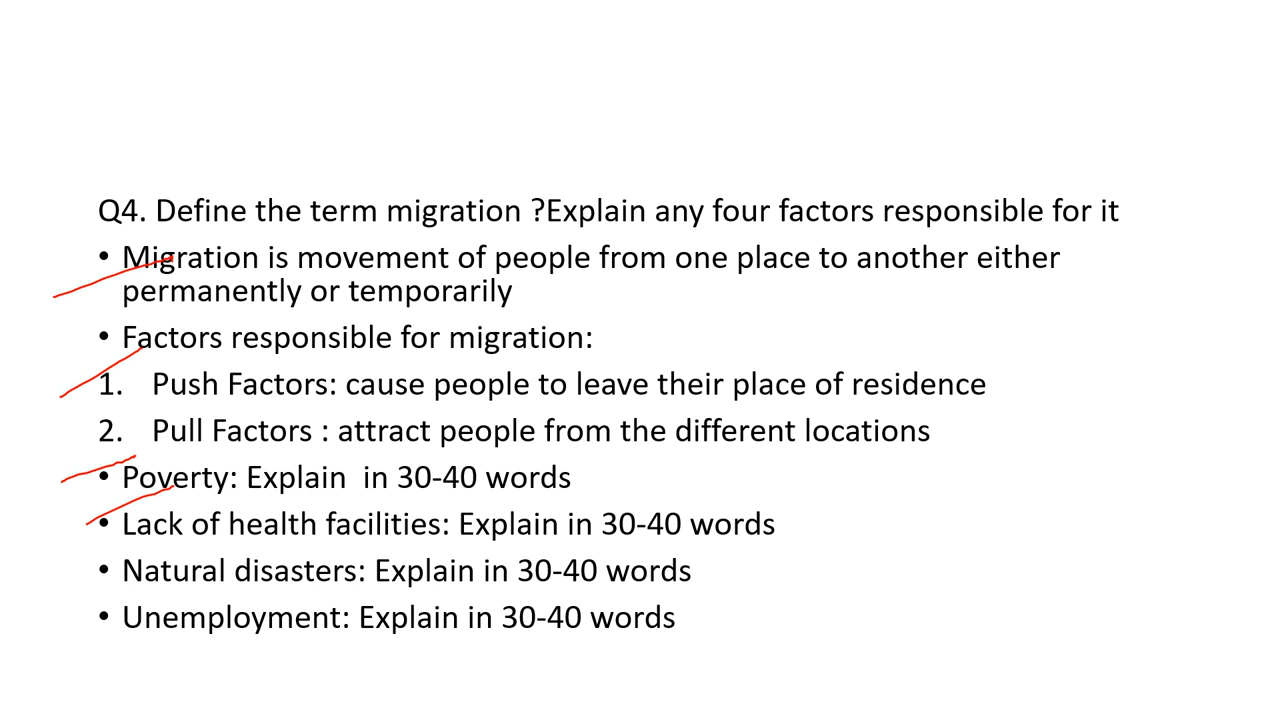 Q4. Define the term migration ?Explain any four factors responsible for it
• Migration is movement of people from one place to another either
permanently or temporarily
• Factors responsible for migration:
1. Push Factors: cause people to leave their place of residence
2. Pull Factors : attract people from the different locations
• Poverty: Explain  in 30-40 words
• Lack of health facilities: Explain in 30-40 words
• Natural disasters: Explain in 30-40 words
• Unemployment: Explain in 30-40 words